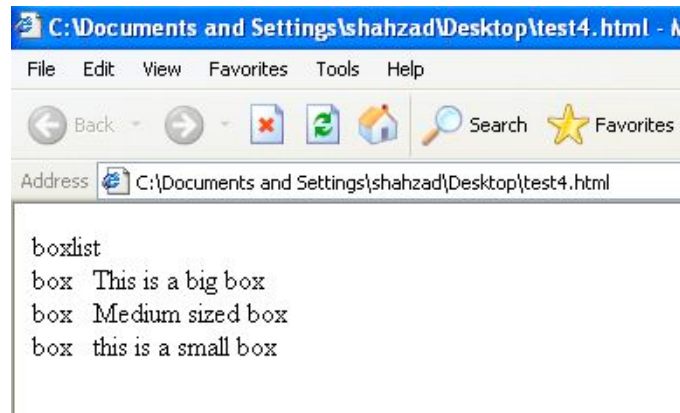 C:\Documents and Settings\shahzad\Desktop\test4.html -
File Edit View Favorites Tools Help
Back Search Favorites
Address C:\Documents and Settings\shahzad\Desktop\test4.html
boxlist
box This is a big box
box Medium sized box
box this is a small box